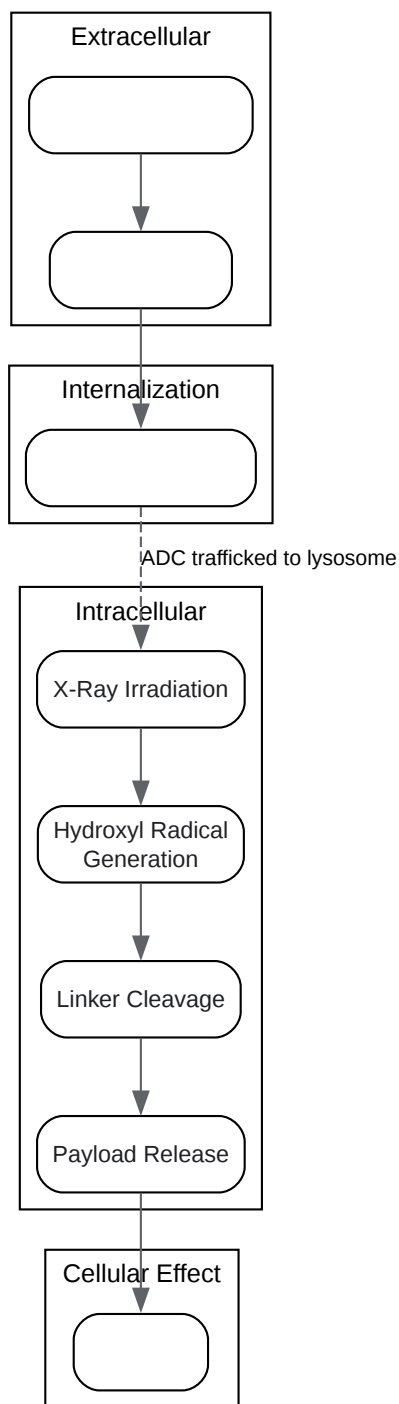 Extracellular
Internalization
ADC trafficked to lysosome
Intracellular
X-Ray Irradiation
Hydroxyl Radical
Generation
Linker Cleavage
Payload Release
Cellular Effect